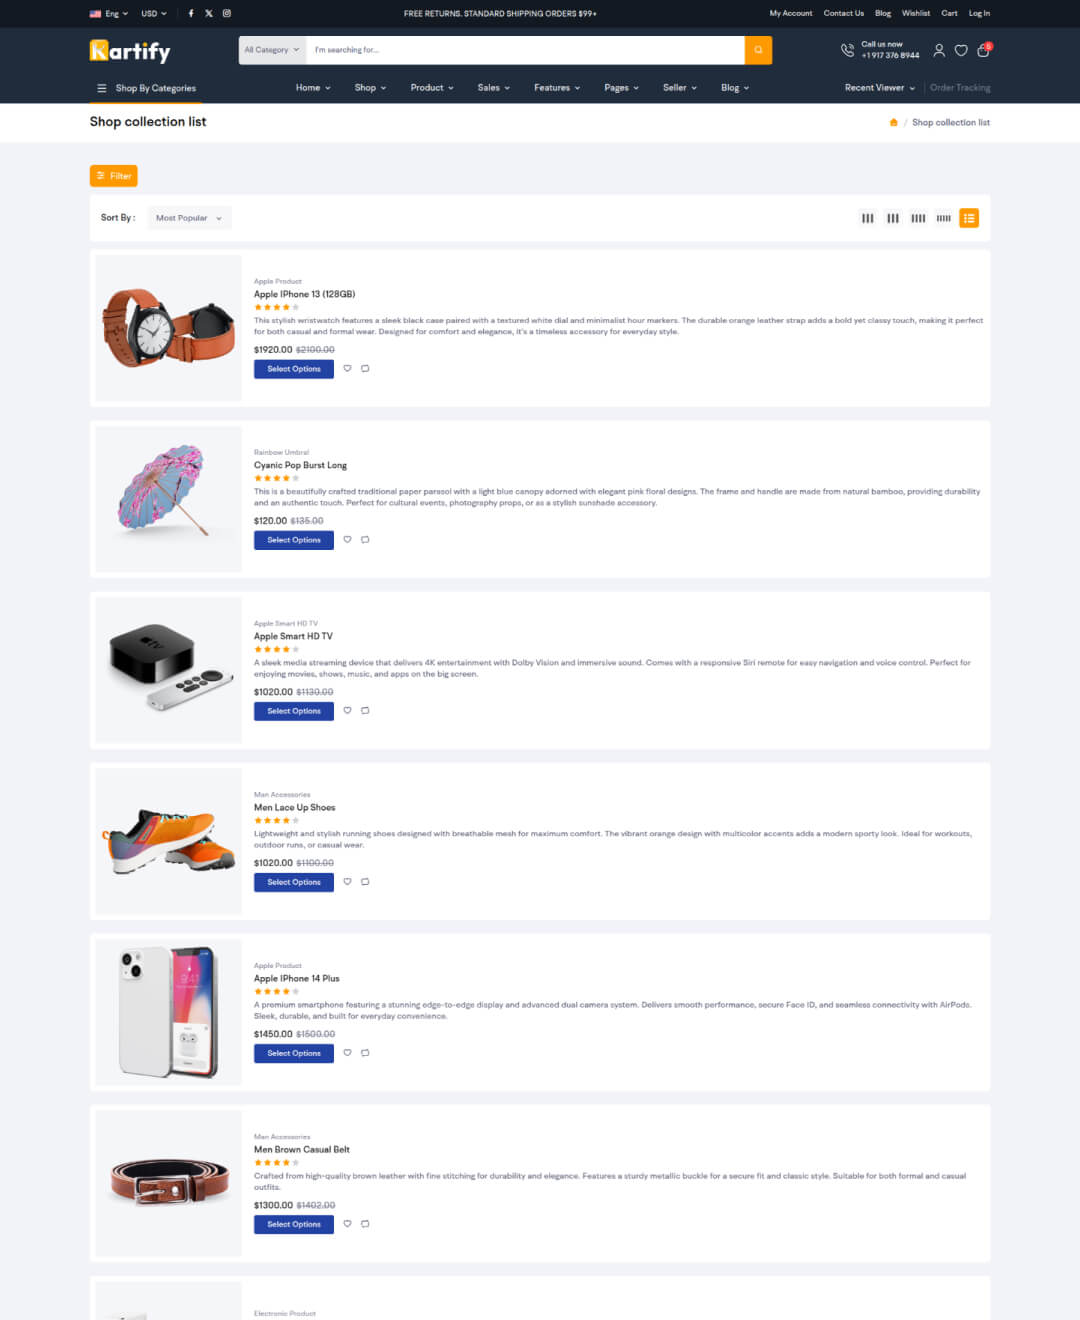 Eng
USD
FREE RETURNS. STANDARD SHIPPING ORDERS $99+
My Account
Contact Us
Blog
Wishlist
Cart
Log In
Kartify
All Category
I'm searching for...
Call us now
+1 917 376 8944
6
Shop By Categories
Home
Shop
Product
Sales
Features
Pages
Seller
Blog
Recent Viewer
Order Tracking
Shop collection list
/ Shop collection list
Filter
Sort By :
Most Popular
Apple Product
Apple IPhone 13 (128GB)
This stylish wristwatch features a sleek black case paired with a textured white dial and minimalist hour markers. The durable orange leather strap adds a bold yet classy touch, making it perfect
for both casual and formal wear. Designed for comfort and elegance, it's a timeless accessory for everyday style.
$1920.00 $2100.00
Select Options
Rainbow Umbral
Cyanic Pop Burst Long
This is a beautifully crafted traditional paper parasol with a light blue canopy adorned with elegant pink floral designs. The frame and handle are made from natural bamboo, providing durability
and an authentic touch. Perfect for cultural events, photography props, or as a stylish sunshade accessory.
$120.00 $135.00
Select Options
tv
Apple Smart HD TV
Apple Smart HD TV
A sleek media streaming device that delivers 4K entertainment with Dolby Vision and immersive sound. Comes with a responsive Siri remote for easy navigation and voice control. Perfect for
enjoying movies, shows, music, and apps on the big screen.
$1020.00 $1130.00
Select Options
Man Accessories
Men Lace Up Shoes
Lightweight and stylish running shoes designed with breathable mesh for maximum comfort. The vibrant orange design with multicolor accents adds a modern sporty look. Ideal for workouts,
outdoor runs, or casual wear.
$1020.00 $1100.00
Select Options
9:41
Apple Product
Apple IPhone 14 Plus
A premium smartphone featuring a stunning edge-to-edge display and advanced dual camera system. Delivers smooth performance, secure Face ID, and seamless connectivity with AirPods.
Sleek, durable, and built for everyday convenience.
$1450.00 $1500.00
Select Options
Man Accessories
Men Brown Casual Belt
Crafted from high-quality brown leather with fine stitching for durability and elegance. Features a sturdy metallic buckle for a secure fit and classic style. Suitable for both formal and casual
outfits.
$1300.00 $1402.00
Select Options
Electronic Product